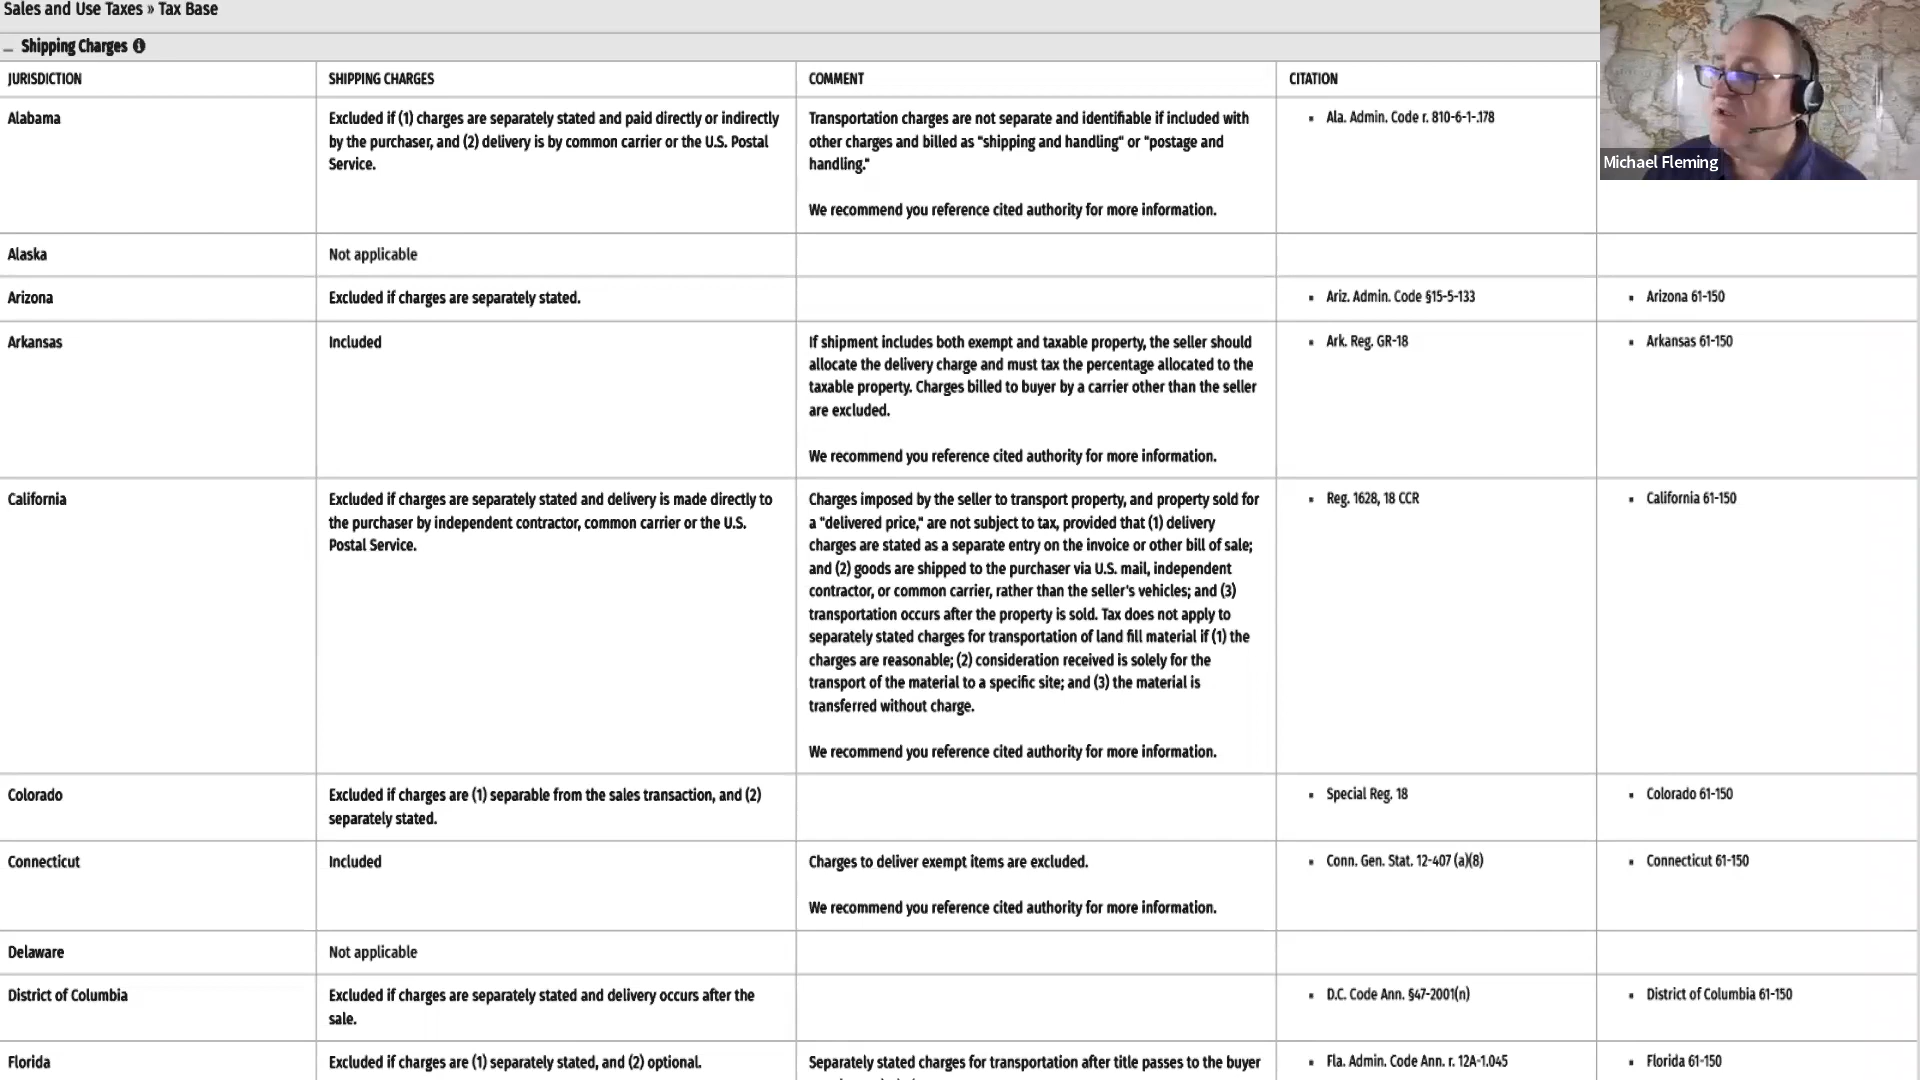 Sales and Use Taxes » Tax Base
Shipping Charges
JURISDICTION
SHIPPING CHARGES
COMMENT
CITATION
Alabama
Excluded if (1) charges are separately stated and paid directly or indirectly
by the purchaser, and (2) delivery is by common carrier or the U.S. Postal
Service.
Transportation charges are not separate and identifiable if included with
other charges and billed as "shipping and handling" or "postage and
handling."
We recommend you reference cited authority for more information.
Ala. Admin. Code r. 810-6-1-.178
Michael Fleming
Alaska
Not applicable
Arizona
Excluded if charges are separately stated.
Ariz. Admin. Code §15-5-133
Arizona 61-150
Arkansas
Included
If shipment includes both exempt and taxable property, the seller should
allocate the delivery charge and must tax the percentage allocated to the
taxable property. Charges billed to buyer by a carrier other than the seller
are excluded.
We recommend you reference cited authority for more information.
Ark. Reg. GR-18
Arkansas 61-150
California
Excluded if charges are separately stated and delivery is made directly to
the purchaser by independent contractor, common carrier or the U.S.
Postal Service.
Charges imposed by the seller to transport property, and property sold for
a "delivered price," are not subject to tax, provided that (1) delivery
charges are stated as a separate entry on the invoice or other bill of sale;
and (2) goods are shipped to the purchaser via U.S. mail, independent
contractor, or common carrier, rather than the seller's vehicles; and (3)
transportation occurs after the property is sold. Tax does not apply to
separately stated charges for transportation of land fill material if (1) the
charges are reasonable; (2) consideration received is solely for the
transport of the material to a specific site; and (3) the material is
transferred without charge.
We recommend you reference cited authority for more information.
Reg. 1628, 18 CCR
California 61-150
Colorado
Excluded if charges are (1) separable from the sales transaction, and (2)
separately stated.
Special Reg. 18
Colorado 61-150
Connecticut
Included
Charges to deliver exempt items are excluded.
We recommend you reference cited authority for more information.
Conn. Gen. Stat. 12-407 (a)(8)
Connecticut 61-150
Delaware
Not applicable
District of Columbia
Excluded if charges are separately stated and delivery occurs after the
sale.
D.C. Code Ann. §47-2001(n)
District of Columbia 61-150
Florida
Excluded if charges are (1) separately stated, and (2) optional.
Separately stated charges for transportation after title passes to the buyer
Fla. Admin. Code Ann. r. 12A-1.045
Florida 61-150